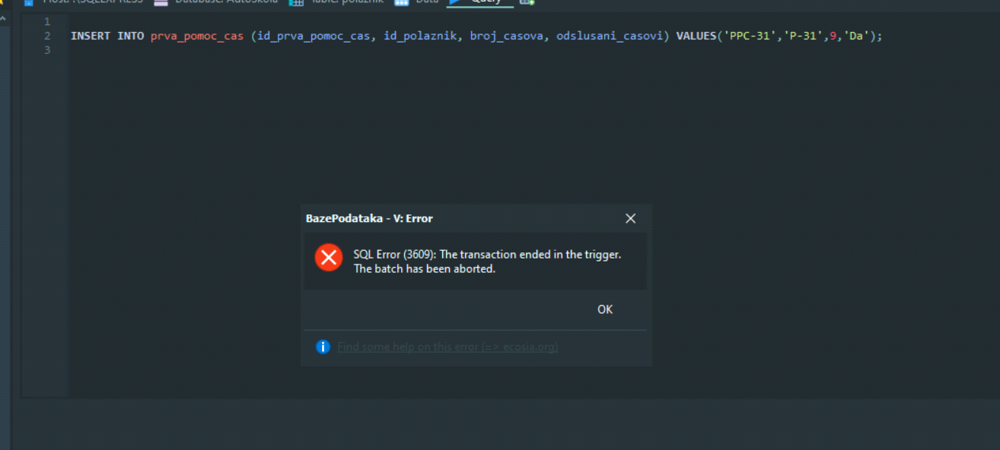 Host: .\SQLEXPRESS Database: AutoSkola Table: polaznik Data Query
1
2 INSERT INTO prva_pomoc_cas (id_prva_pomoc_cas, id_polaznik, broj_casova, odslusani_casovi) VALUES('PPC-31','P-31',9,'Da');
3
BazePodataka - V: Error
SQL Error (3609): The transaction ended in the trigger.
The batch has been aborted.
OK
Find some help on this error (=> ecosia.org)